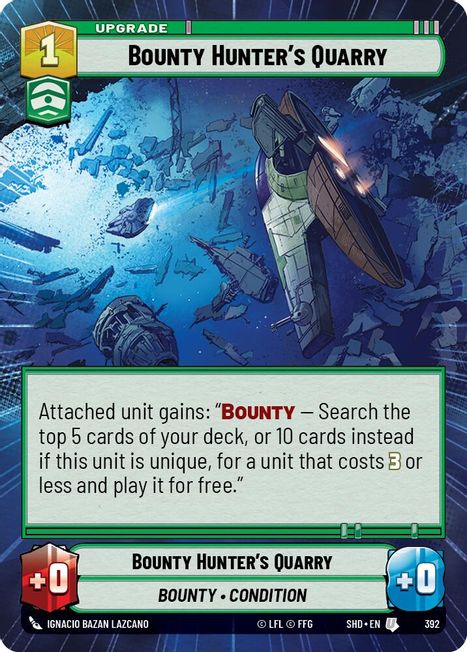 UPGRADE
1
BOUNTY HUNTER'S QUARRY
Attached unit gains: “BOUNTY – Search the
top 5 cards of your deck, or 10 cards instead
if this unit is unique, for a unit that costs 3 or
less and play it for free.”
+0
BOUNTY HUNTER'S QUARRY
+0
BOUNTY • CONDITION
IGNACIO BAZAN LAZCANO
© LFL © FFG
SHD • EN
392